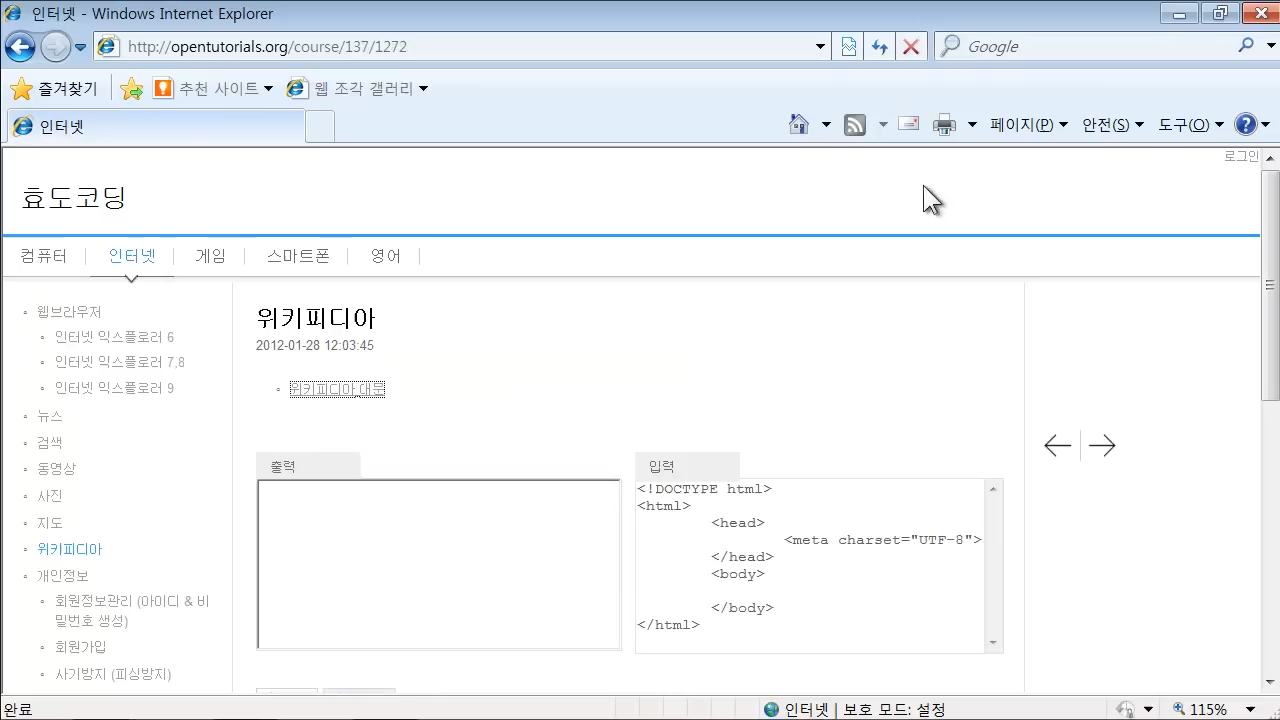 인터넷 - Windows Internet Explorer
http://opentutorials.org/course/137/1272
Google
즐겨찾기
추천 사이트
웹 조각 갤러리
인터넷
페이지(P)
안전(S)
도구(O)
로그인
효도코딩
컴퓨터
인터넷
게임
스마트폰
영어
웹브라우저
인터넷 익스플로러 6
인터넷 익스플로러 7,8
인터넷 익스플로러 9
뉴스
검색
동영상
사진
지도
위키피디아
개인정보
회원정보관리 (아이디 & 비
밀번호 생성)
회원가입
사기방지 (피싱방지)
위키피디아
2012-01-28 12:03:45
위키피디아 대문
출력
입력
<!DOCTYPE html>
<html>
<head>
<meta charset="UTF-8">
</head>
<body>
</body>
</html>
완료
인터넷 | 보호 모드: 설정
115%